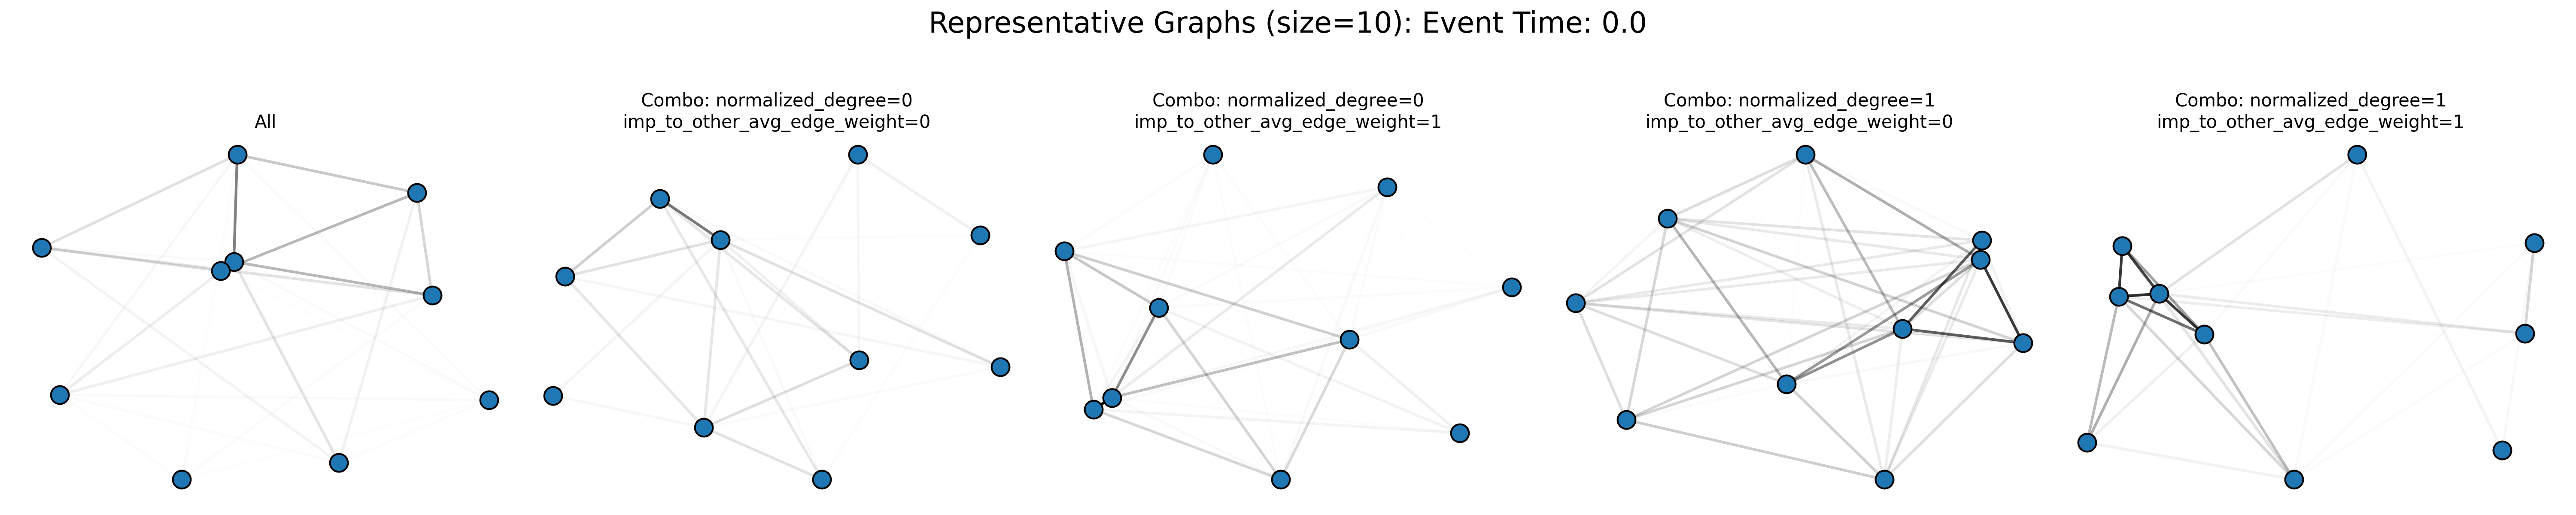 Representative Graphs (size=10): Event Time: 0.0
All
Combo: normalized_degree=0
imp_to_other_avg_edge_weight=0
Combo: normalized_degree=0
imp_to_other_avg_edge_weight=1
Combo: normalized_degree=1
imp_to_other_avg_edge_weight=0
Combo: normalized_degree=1
imp_to_other_avg_edge_weight=1